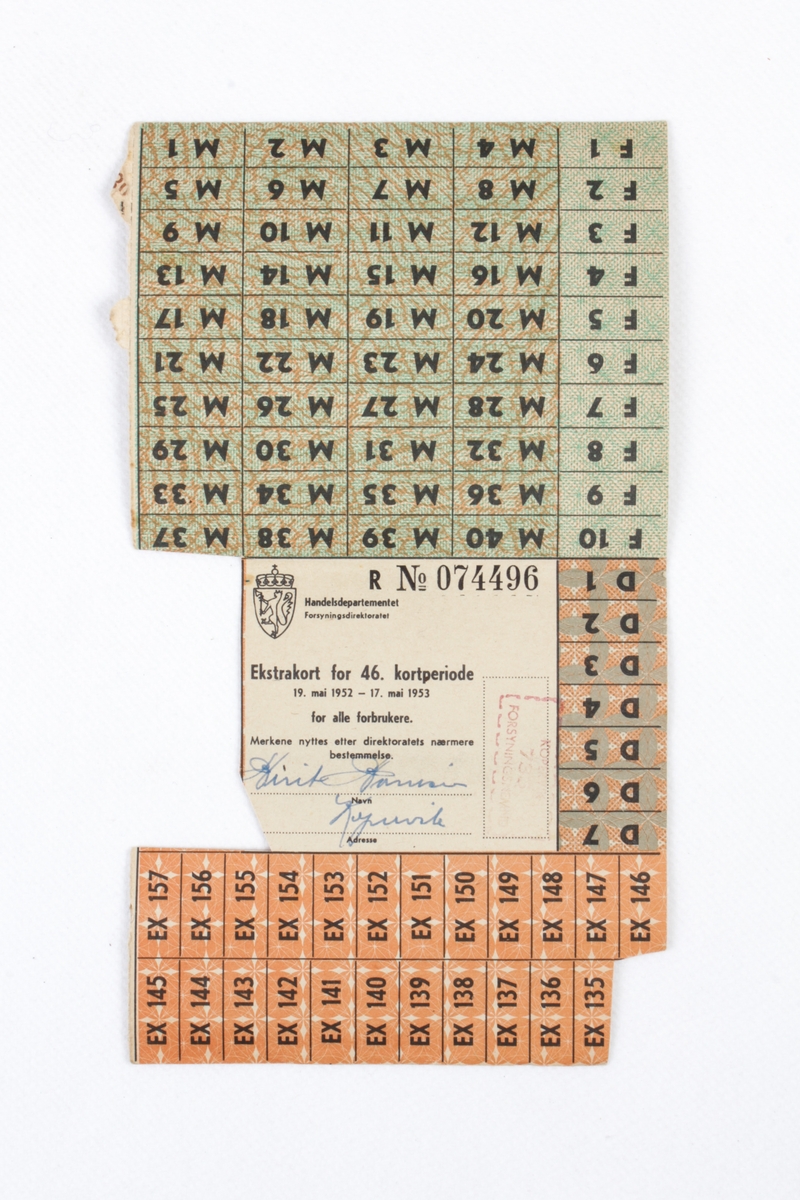 M 1 M 2 M 3 M 4 F 1
M 5 M 6 M 7 M 8 F 2
M 9 M 10 M 11 M 12 F 3
M 13 M 14 M 15 M 16 F 4
M 17 M 18 M 19 M 20 F 5
M 21 M 22 M 23 M 24 F 6
M 25 M 26 M 27 M 28 F 7
M 29 M 30 M 31 M 32 F 8
M 33 M 34 M 35 M 36 F 9
M 37 M 38 M 39 M 40 F 10
R № 074496
Handelsdepartementet
Forsyningsdirektoratet
Ekstrakort for 46. kortperiode
19. mai 1952 – 17. mai 1953
for alle forbrukere.
Merkene nyttes etter direktoratets nærmere
bestemmelse.
Navn
Adresse
D 1
D 2
D 3
D 4
D 5
D 6
D 7
EX 157 EX 156 EX 155 EX 154 EX 153 EX 152 EX 151 EX 150 EX 149 EX 148 EX 147 EX 146
EX 145 EX 144 EX 143 EX 142 EX 141 EX 140 EX 139 EX 138 EX 137 EX 136 EX 135